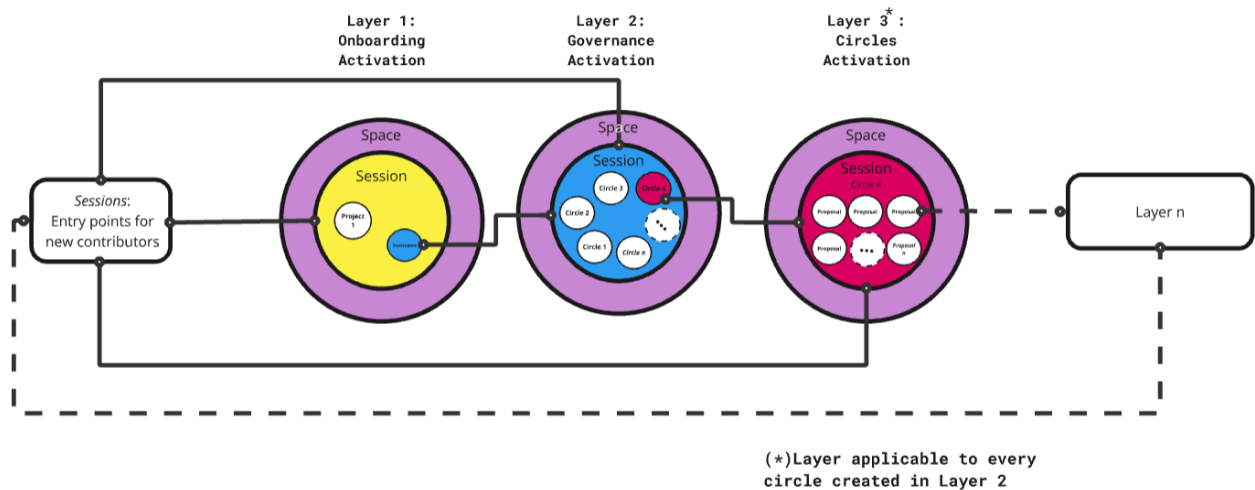 Layer 1:
Onboarding
Activation
Layer 2:
Governance
Activation
Layer 3* :
Circles
Activation
Sessions:
Entry points for
new contributors
Space
Session
Project
1
Space
Session
Circle 3
Circle 4
Circle 2
...
Circle 1
Circle n
Space
Session
Circle 4
Proposal
Proposal
Proposal
Proposal
...
Proposal
n
Layer n
(*)Layer applicable to every
circle created in Layer 2